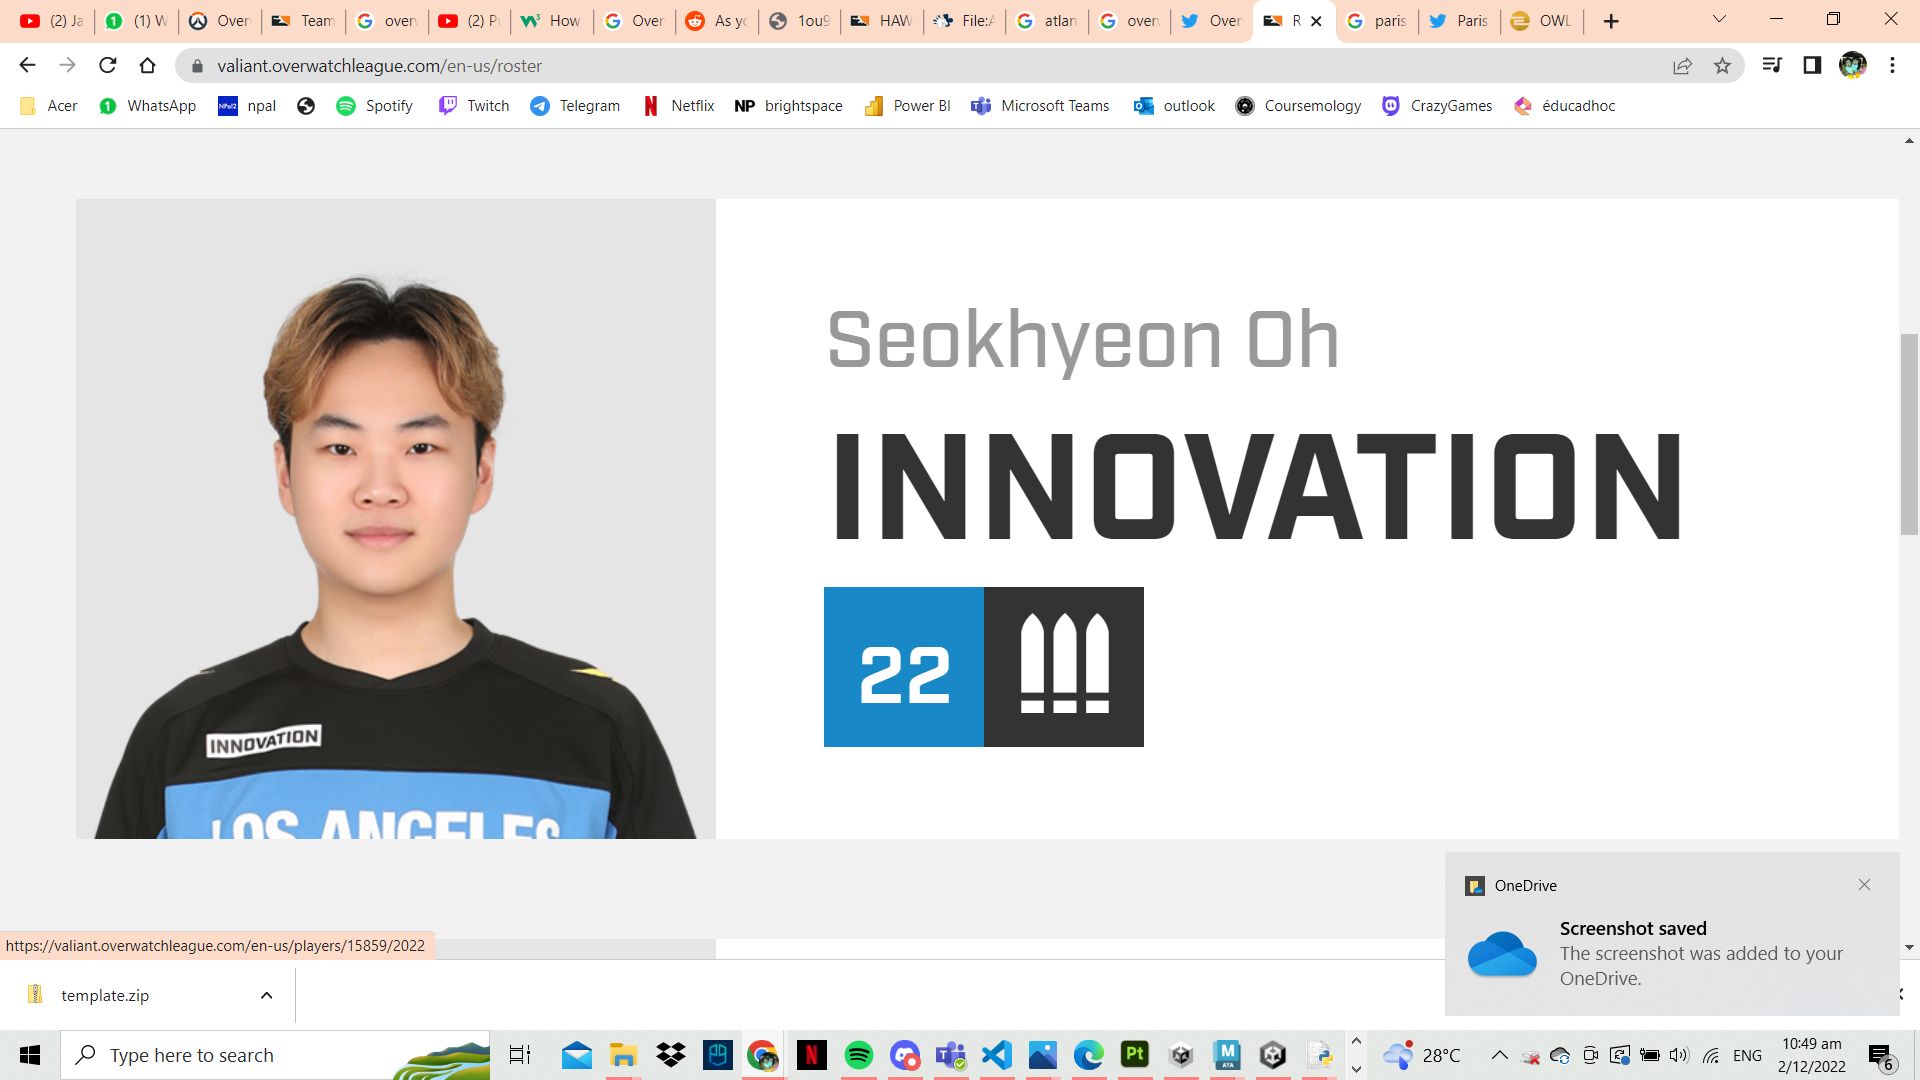 (2) Ja
(1) W
Over
Team
over
(2) P
How
Over
As yo
1ou9
HAW
File:A
atlan
over
Over
R
paris
Paris
OWL
valiant.overwatchleague.com/en-us/roster
Acer
WhatsApp
NPal2
npal
Spotify
Twitch
Telegram
Netflix
NP
brightspace
Power BI
Microsoft Teams
outlook
Coursemology
CrazyGames
éducadhoc
Seokhyeon Oh
INNOVATION
22
INNOVATION
LOS ANGELES
OneDrive
Screenshot saved
The screenshot was added to your
OneDrive.
https://valiant.overwatchleague.com/en-us/players/15859/2022
template.zip
Type here to search
Pt
M
AYA
28°C
ENG
10:49 am
2/12/2022
6